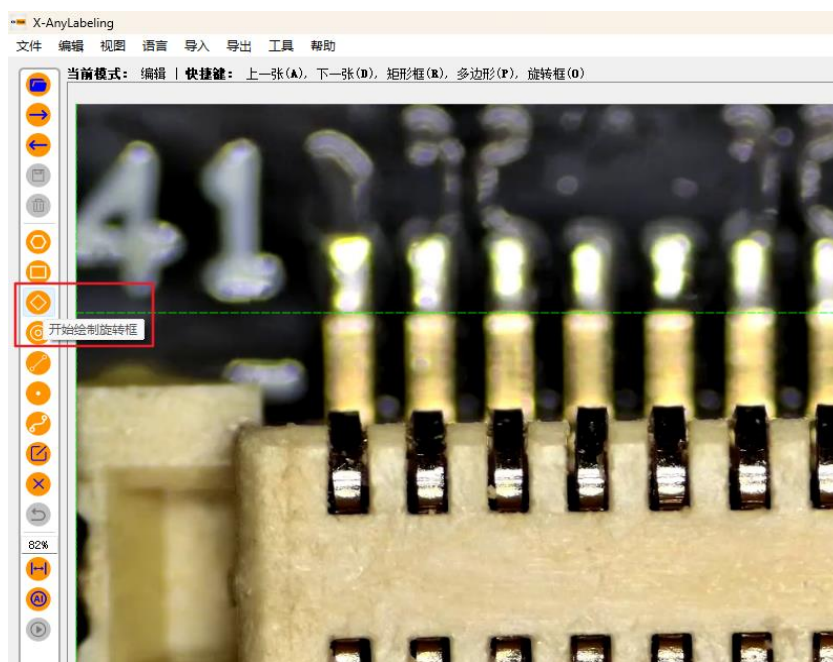 X-AnyLabeling
文件 编辑 视图 语言 导入 导出 工具 帮助
当前模式: 编辑 | 快捷键: 上一张(A), 下一张(D), 矩形框(R), 多边形(P), 旋转框(O)
41
开始绘制旋转框
82%
AI